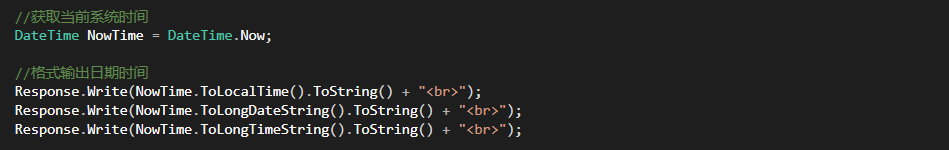 //获取当前系统时间
DateTime NowTime = DateTime.Now;
//格式输出日期时间
Response.Write(NowTime.ToLocalTime().ToString() + "<br>");
Response.Write(NowTime.ToLongDateString().ToString() + "<br>");
Response.Write(NowTime.ToLongTimeString().ToString() + "<br>");